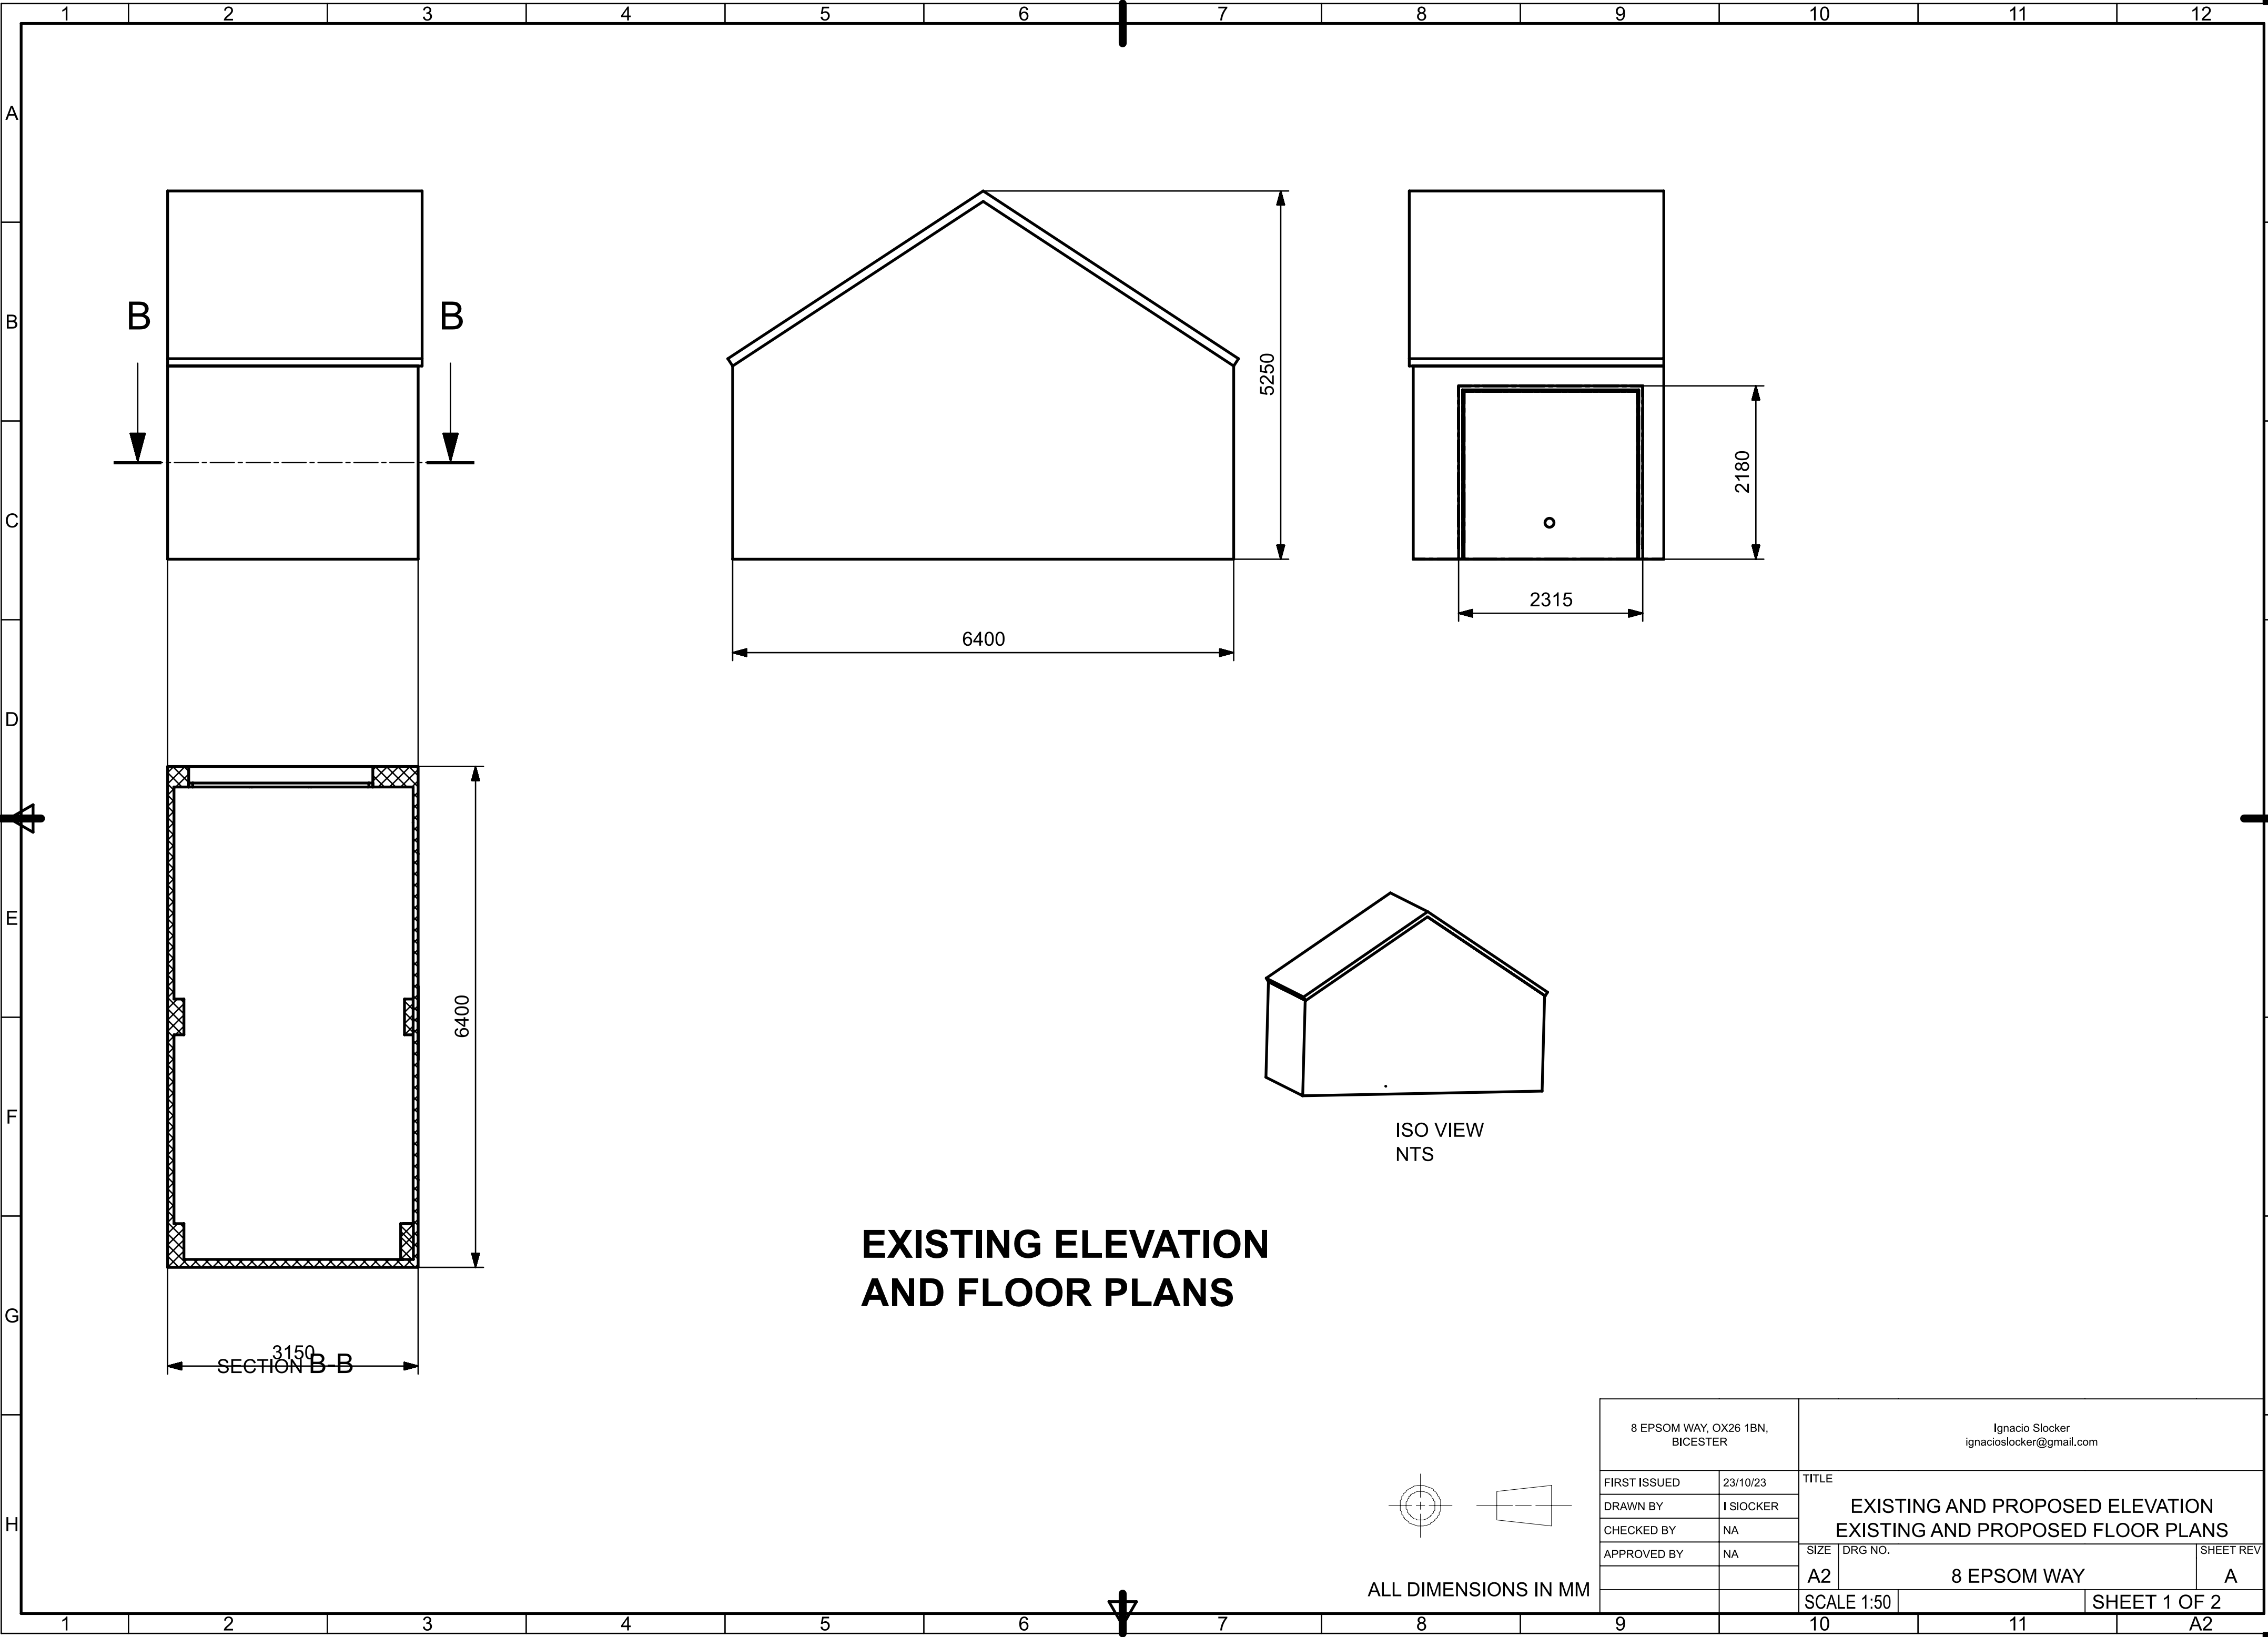 1 2 3 4 5 6 7 8 9 10 11 12
A
B
C
D
E
F
G
H
B B
5250
6400
2180
2315
6400
3150
SECTION B-B
ISO VIEW
NTS
EXISTING ELEVATION
AND FLOOR PLANS
ALL DIMENSIONS IN MM
8 EPSOM WAY, OX26 1BN,
BICESTER
Ignacio Slocker
ignacioslocker@gmail.com
FIRST ISSUED 23/10/23
DRAWN BY I SlOCKER
CHECKED BY NA
APPROVED BY NA
TITLE
EXISTING AND PROPOSED ELEVATION
EXISTING AND PROPOSED FLOOR PLANS
SIZE DRG NO. SHEET REV
A2 8 EPSOM WAY A
SCALE 1:50 SHEET 1 OF 2
1 2 3 4 5 6 7 8 9 10 11 A2